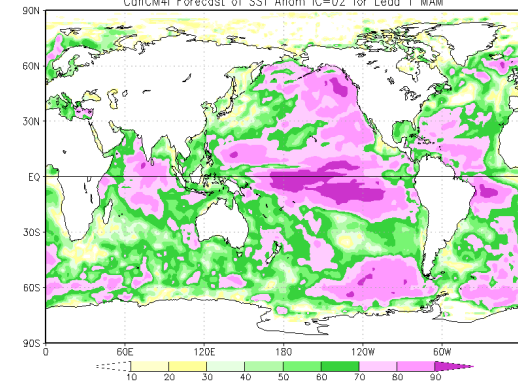 CanCM4i Forecast of SST Anom IC=02 for Lead 1 MAM
90N
60N
30N
EQ
30S
60S
90S
0 60E 120E 180 120W 60W
10 20 30 40 50 60 70 80 90